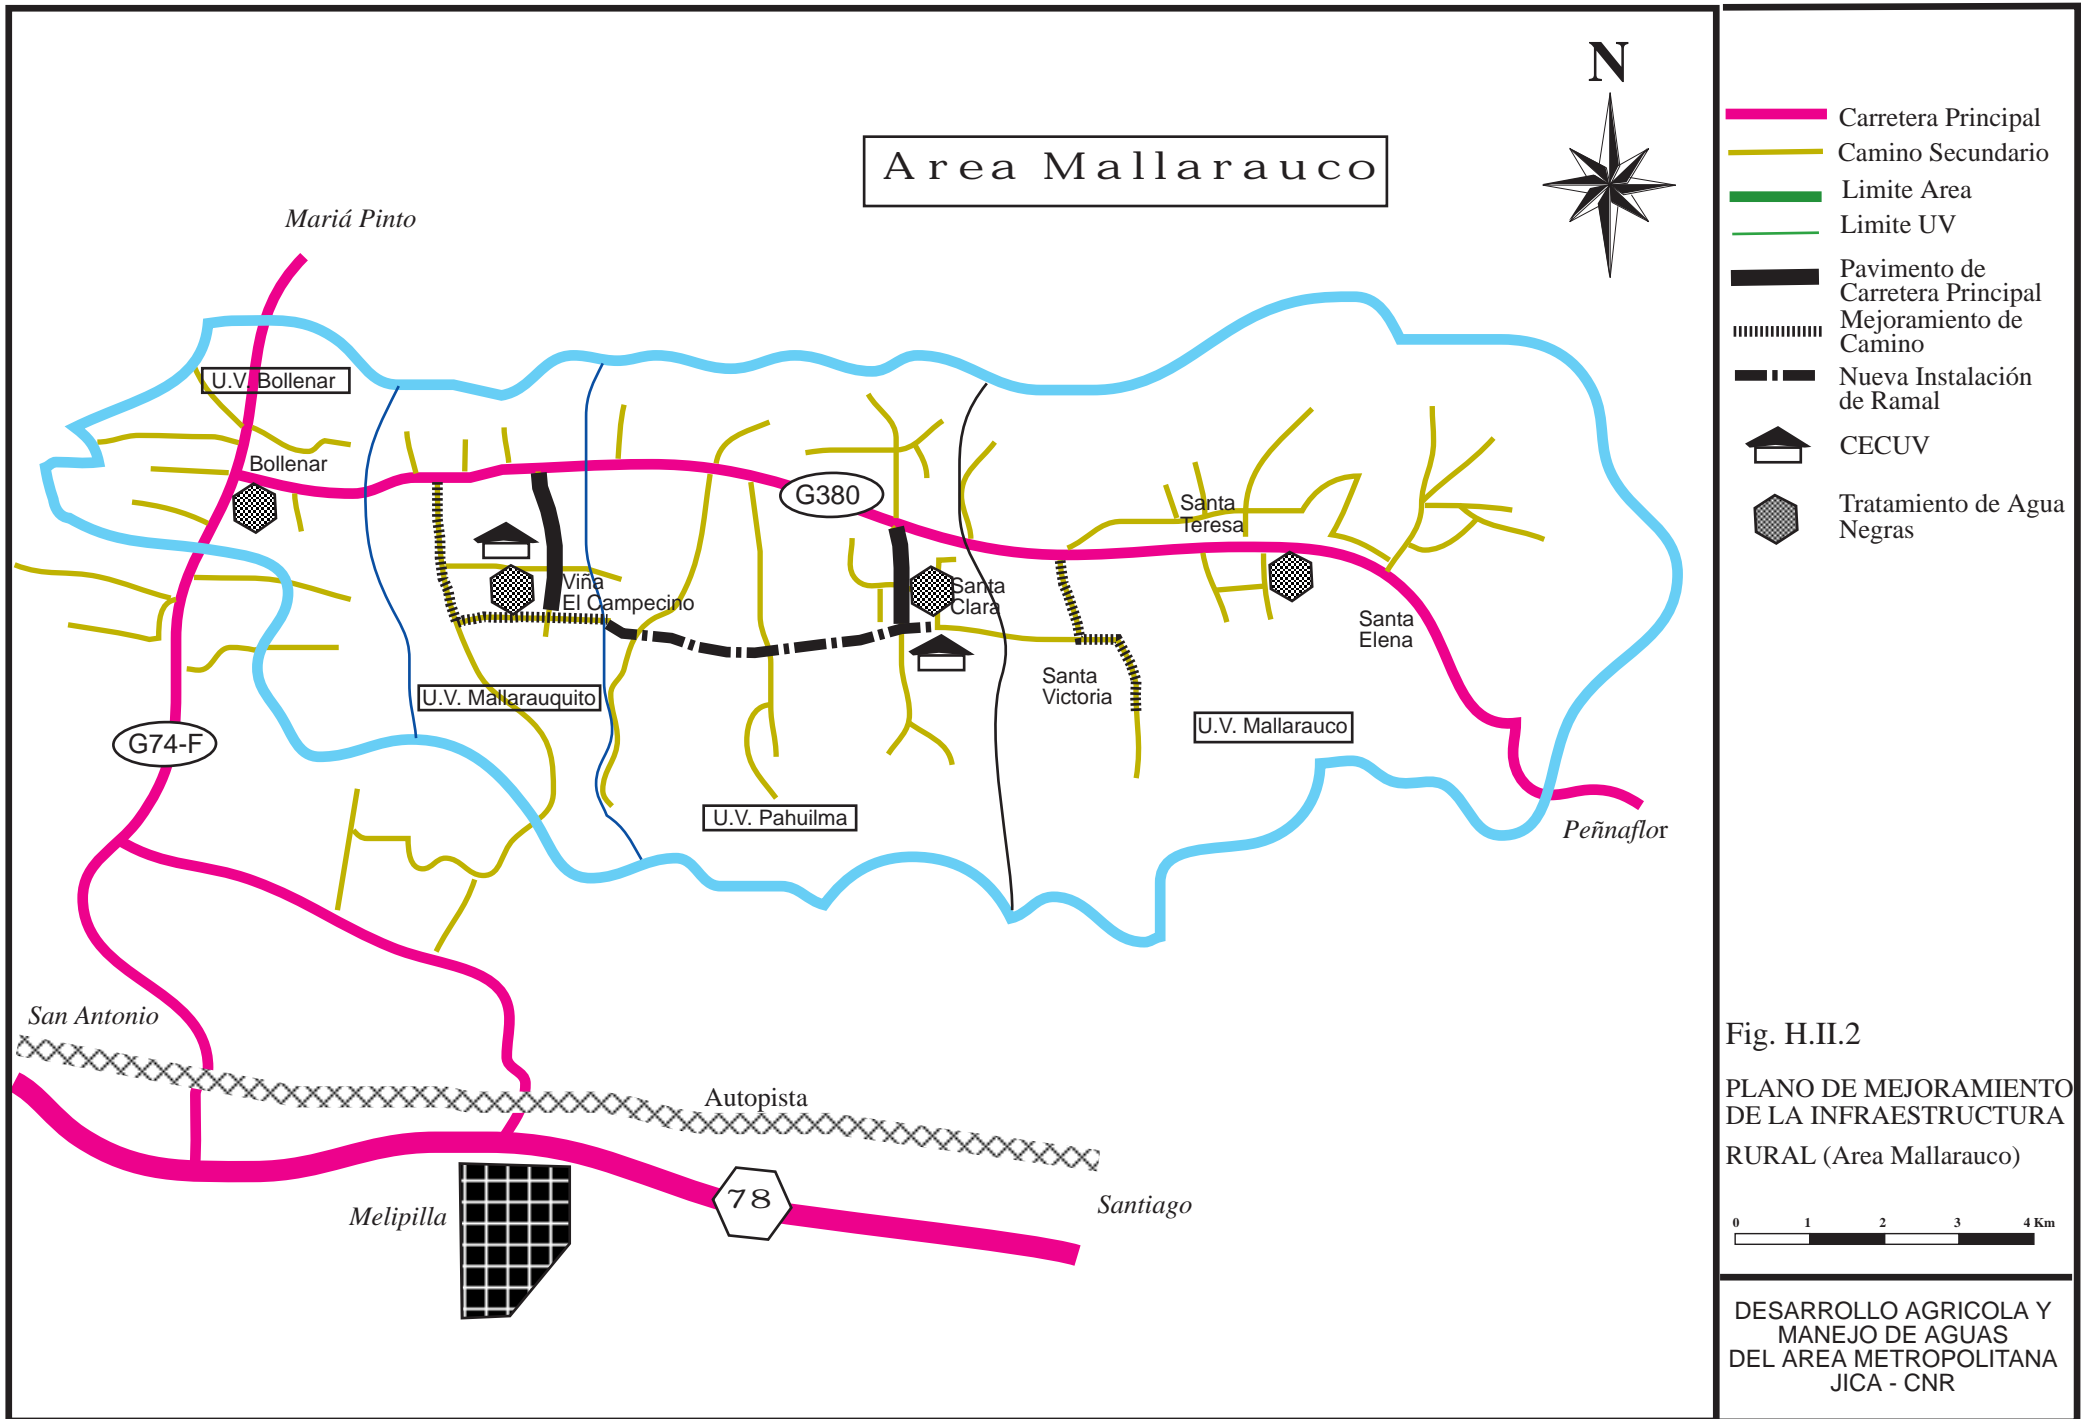 N
Area Mallarauco
Mariá Pinto
U.V. Bollenar
Bollenar
G380
Santa
Teresa
Viña
El Campecino
Santa
Clara
Santa
Elena
Santa
Victoria
U.V. Mallarauquito
U.V. Mallarauco
G74-F
U.V. Pahuilma
Peñnaflor
San Antonio
Autopista
Melipilla
78
Santiago
Carretera Principal
Camino Secundario
Limite Area
Limite UV
Pavimento de
Carretera Principal
Mejoramiento de
Camino
Nueva Instalación
de Ramal
CECUV
Tratamiento de Agua
Negras
Fig. H.II.2
PLANO DE MEJORAMIENTO
DE LA INFRAESTRUCTURA
RURAL (Area Mallarauco)
0 1 2 3 4 Km
DESARROLLO AGRICOLA Y
MANEJO DE AGUAS
DEL AREA METROPOLITANA
JICA - CNR